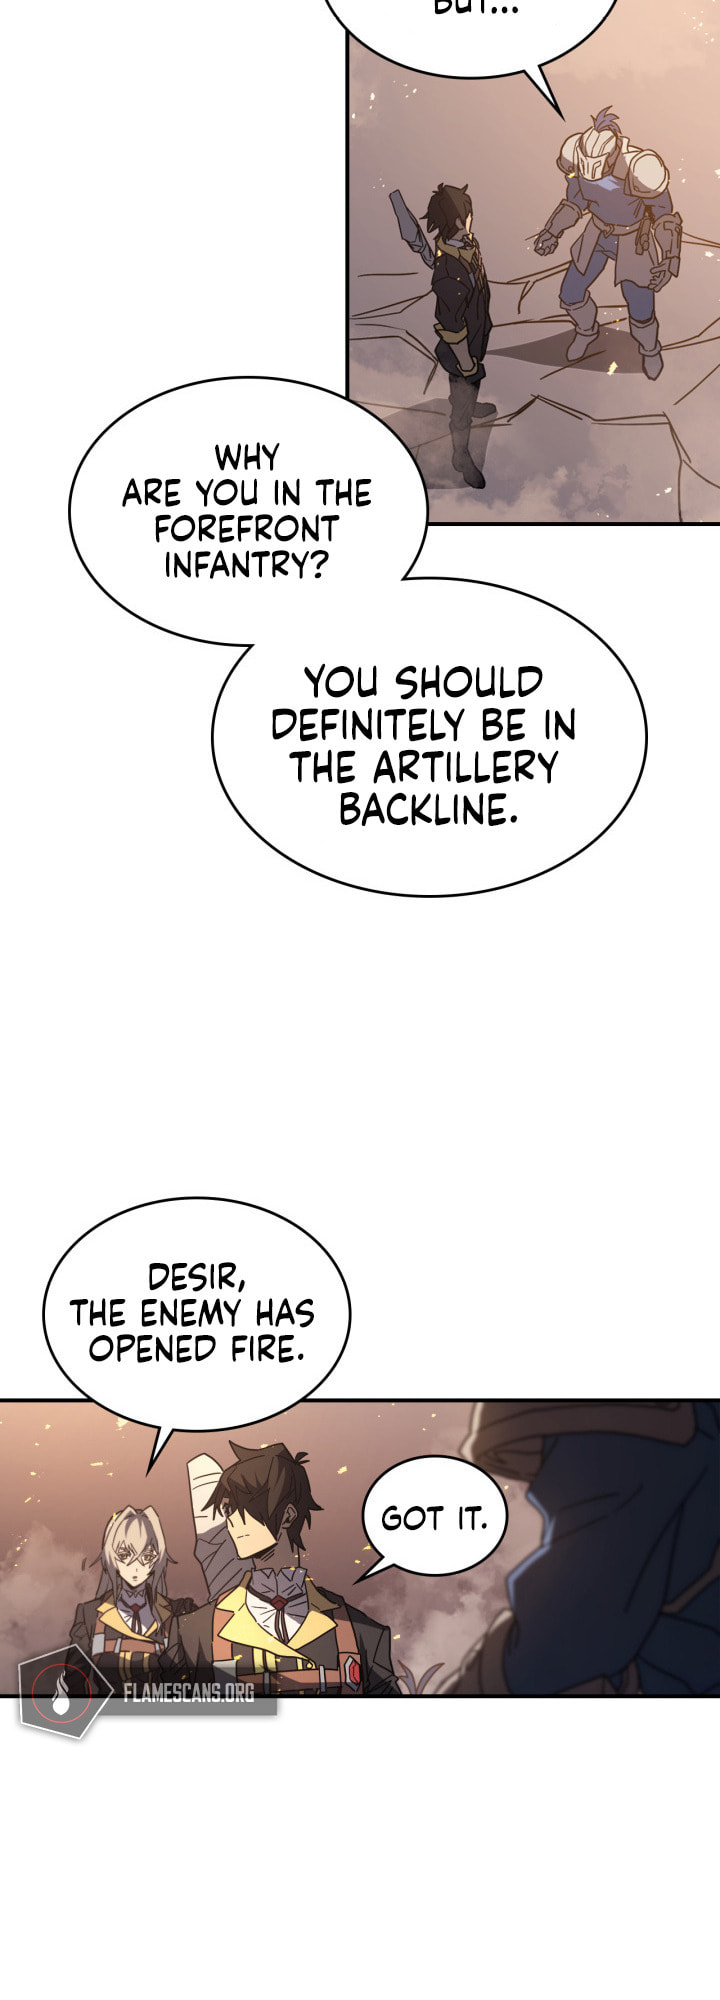 BUT...
WHY
ARE YOU IN THE
FOREFRONT
INFANTRY?
YOU SHOULD
DEFINITELY BE IN
THE ARTILLERY
BACKLINE.
DESIR,
THE ENEMY HAS
OPENED FIRE.
GOT IT.
FLAMESCANS.ORG